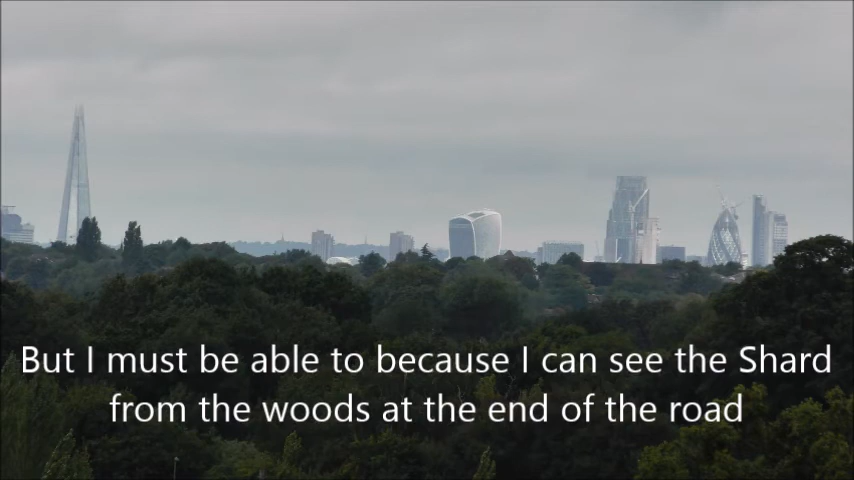 But I must be able to because I can see the Shard
from the woods at the end of the road